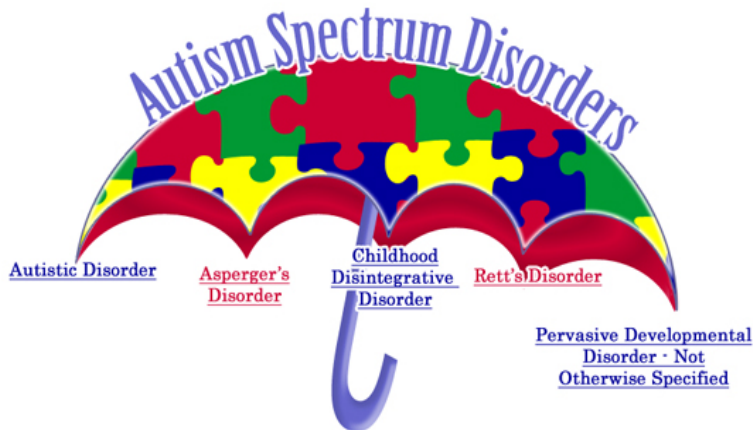 Autism Spectrum Disorders
Autistic Disorder
Asperger's
Disorder
Childhood
Disintegrative
Disorder
Rett's Disorder
Pervasive Developmental
Disorder - Not
Otherwise Specified